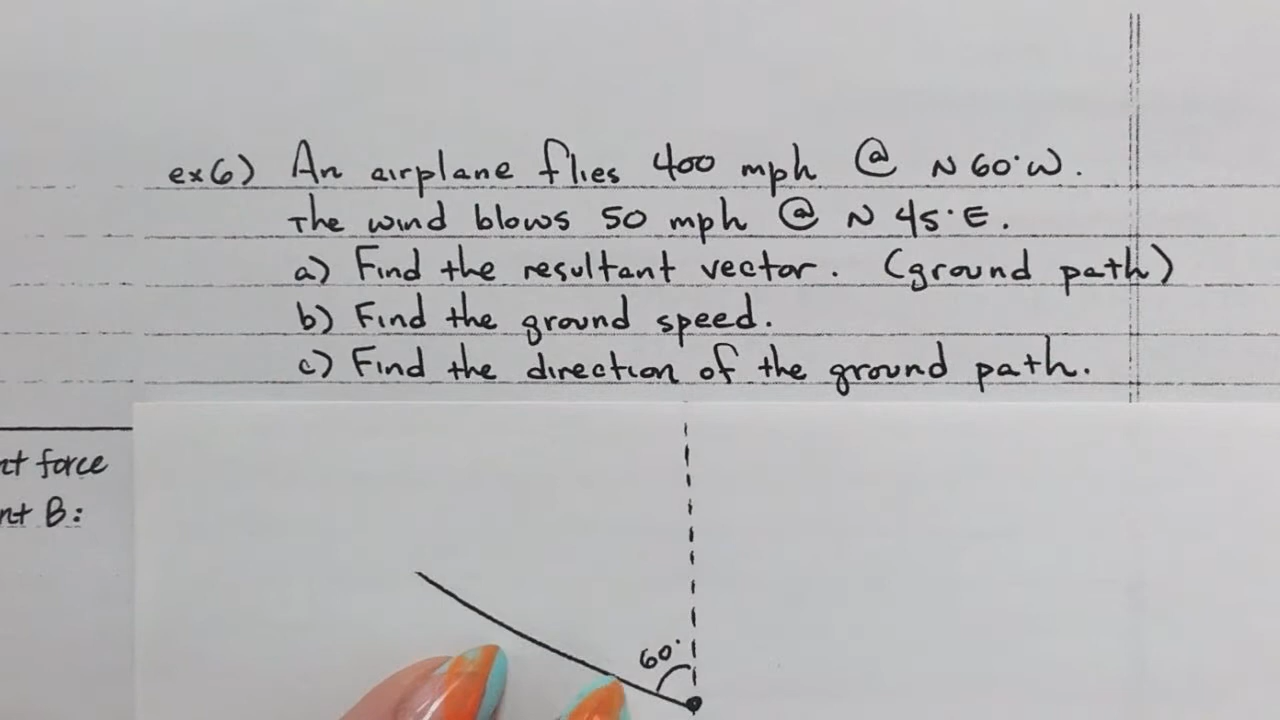 ex6) An airplane flies 400 mph @ N 60° W.
The wind blows 50 mph @ N 45° E.
a) Find the resultant vector. (ground path)
b) Find the ground speed.
c) Find the direction of the ground path.
nt force
nt B:
60°